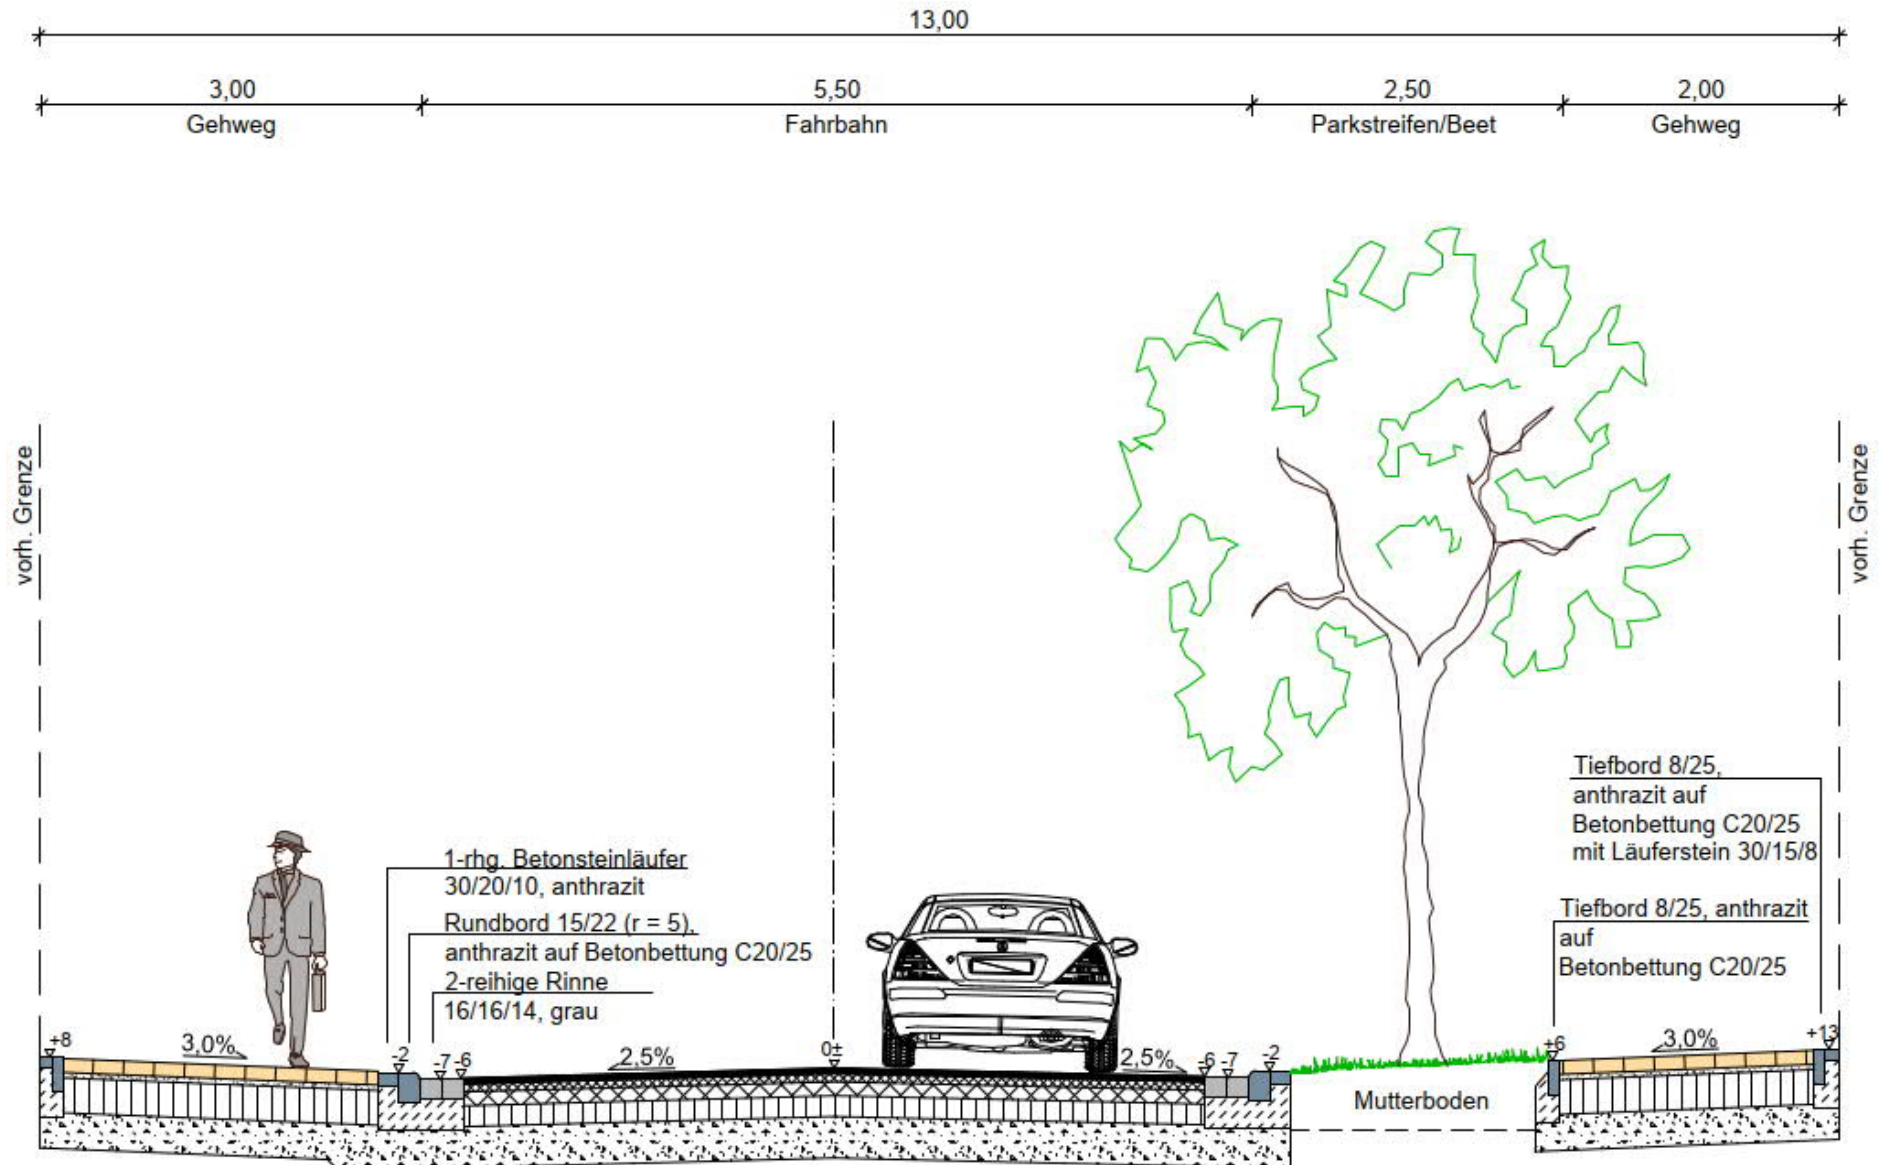 13,00
3,00 5,50 2,50 2,00
Gehweg Fahrbahn Parkstreifen/Beet Gehweg
vorh. Grenze
vorh. Grenze
Tiefbord 8/25,
anthrazit auf
Betonbettung C20/25
mit Läuferstein 30/15/8
1-rhg. Betonsteinläufer
30/20/10, anthrazit
Rundbord 15/22 (r = 5),
anthrazit auf Betonbettung C20/25
2-reihige Rinne
16/16/14, grau
Tiefbord 8/25, anthrazit
auf
Betonbettung C20/25
+8 3,0% -2 -7 -6 2,5% 0± 2,5% -6 -7 -2 +6 3,0% +13
Mutterboden